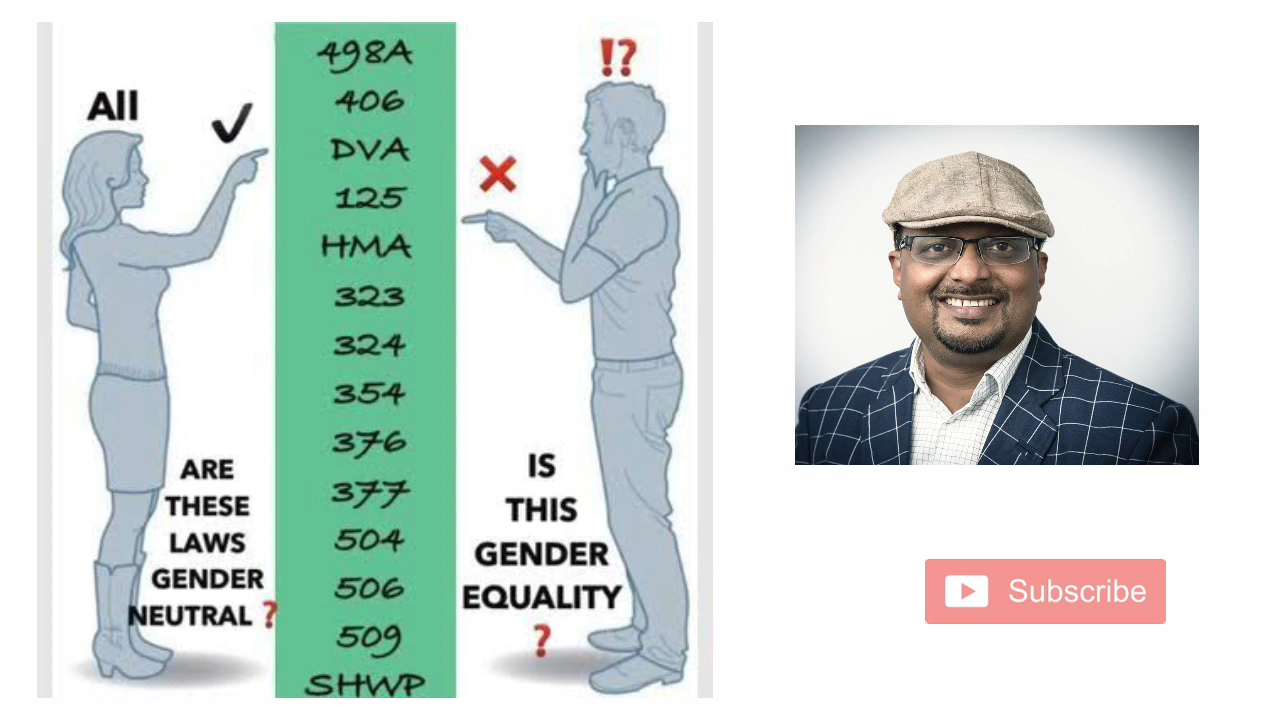 All
ARE
THESE
LAWS
GENDER
NEUTRAL ?
498A
406
DVA
125
HMA
323
324
354
376
377
504
506
509
SHWP
!?
IS
THIS
GENDER
EQUALITY
?
Subscribe